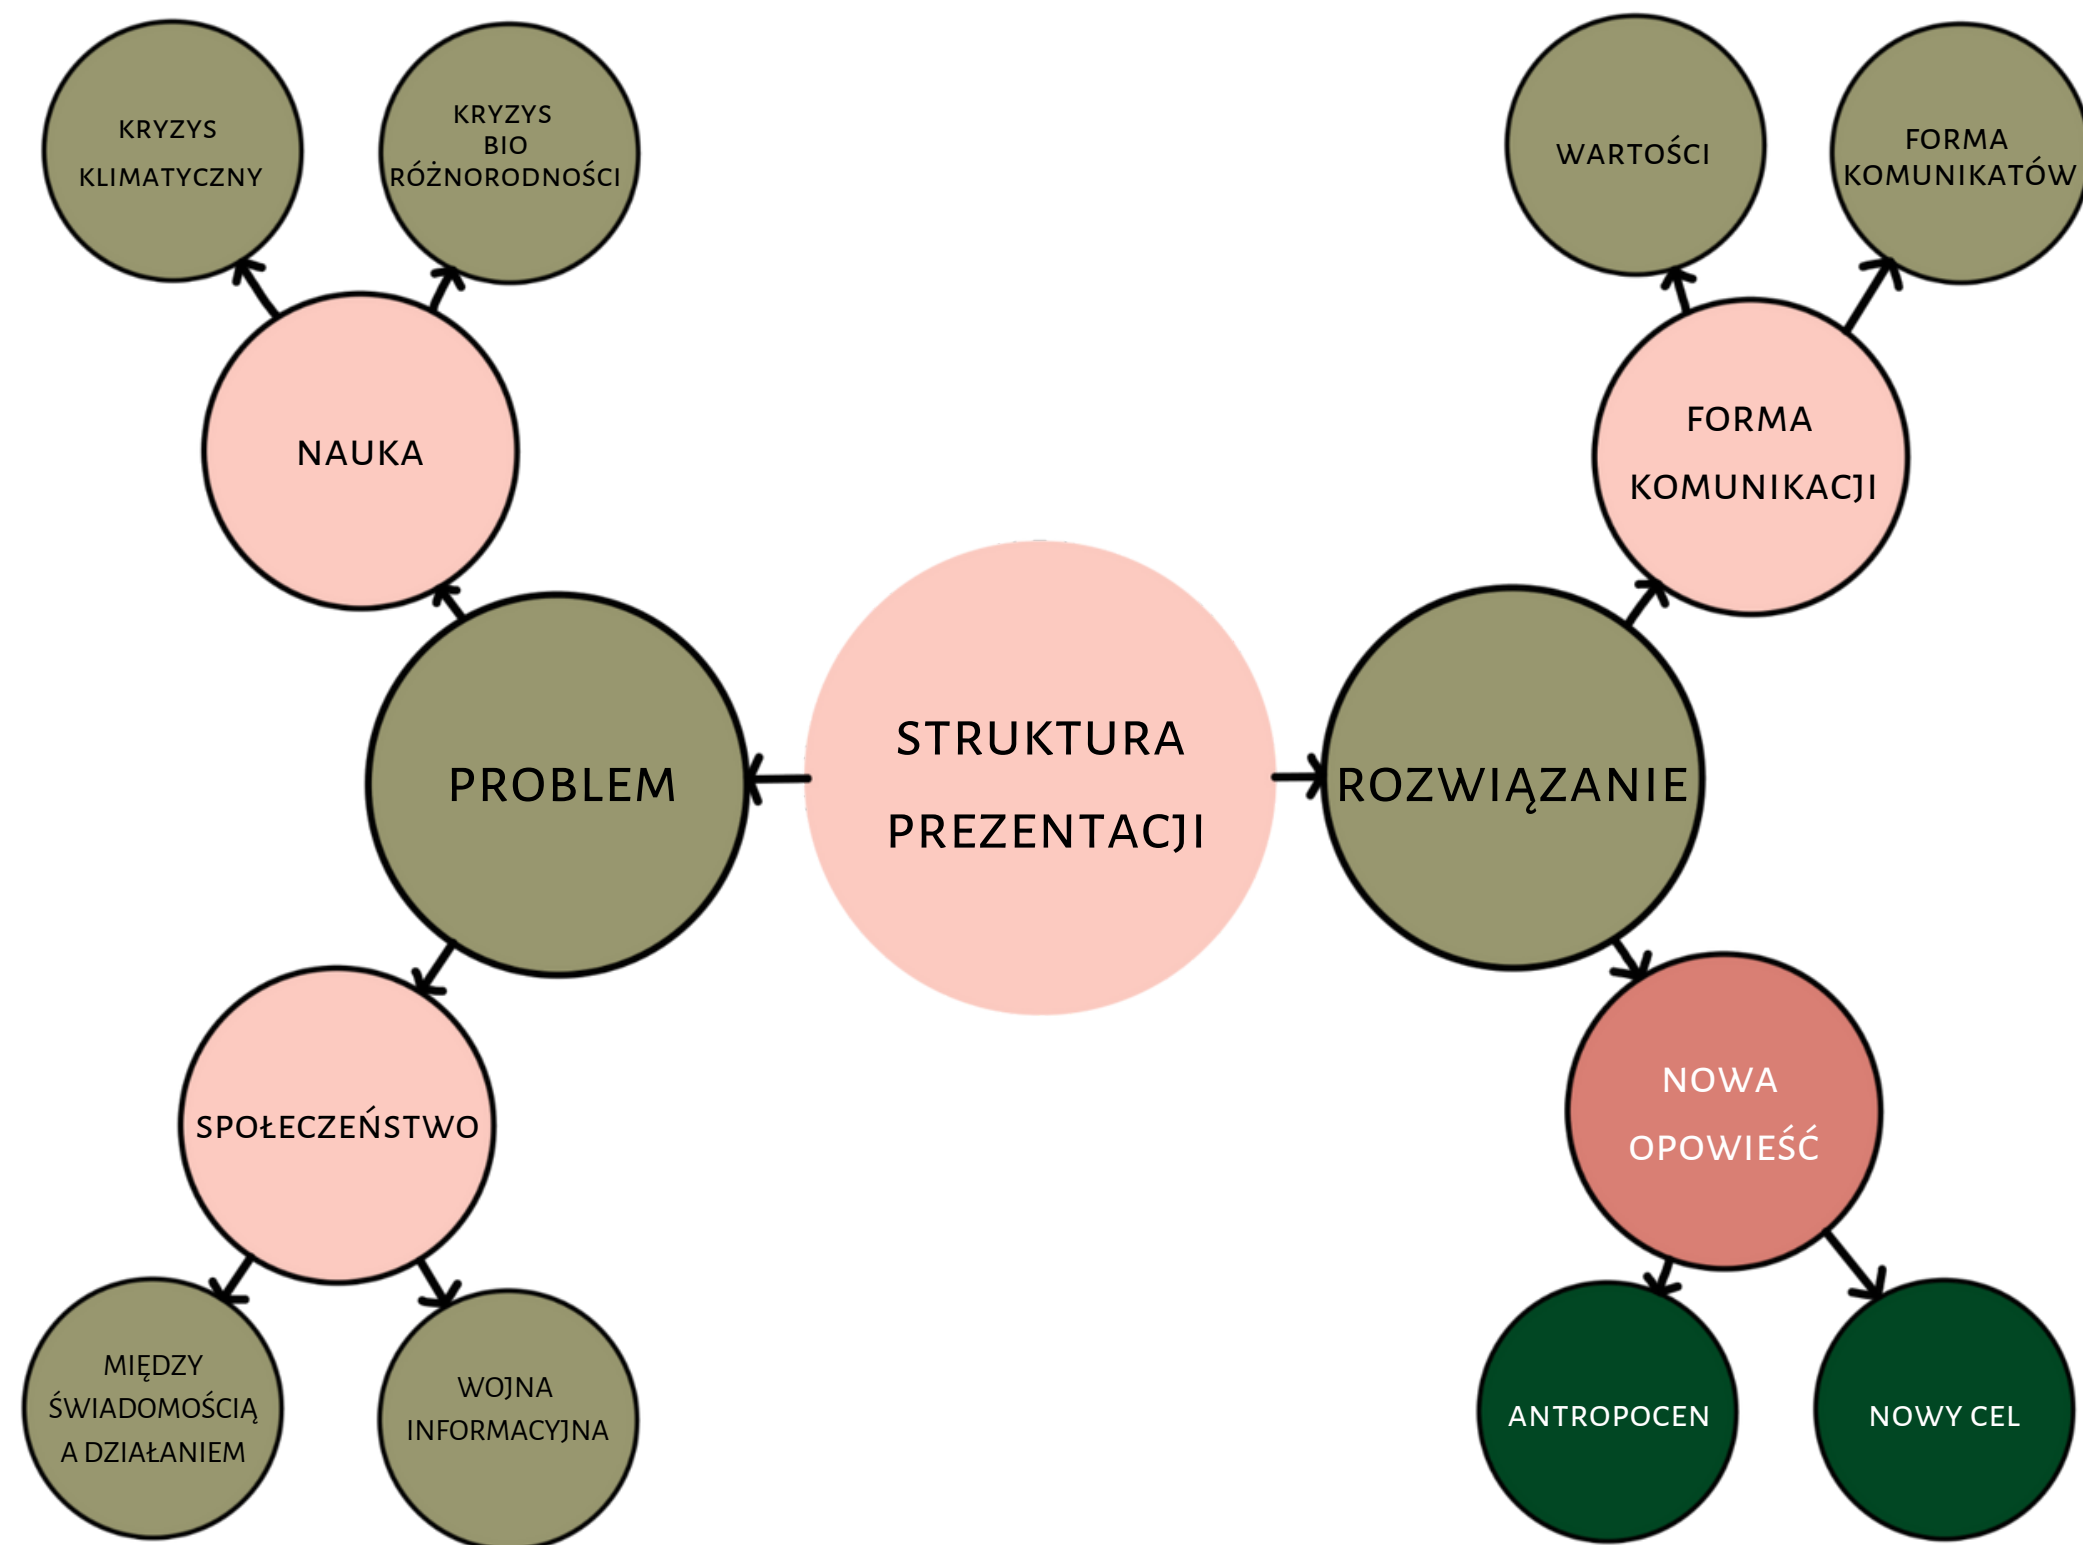 KRYZYS
KLIMATYCZNY
KRYZYS
BIO
RÓŻNORODNOŚCI
WARTOŚCI
FORMA
KOMUNIKATÓW
NAUKA
FORMA
KOMUNIKACJI
PROBLEM
STRUKTURA
PREZENTACJI
ROZWIĄZANIE
SPOŁECZEŃSTWO
NOWA
OPOWIEŚĆ
MIĘDZY
ŚWIADOMOŚCIĄ
A DZIAŁANIEM
WOJNA
INFORMACYJNA
ANTROPOCEN
NOWY CEL